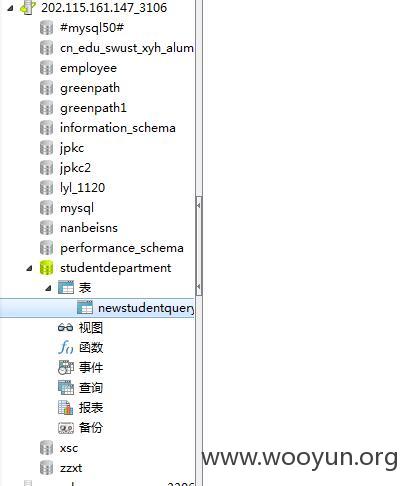 202.115.161.147_3106
#mysql50#
cn_edu_swust_xyh_alum
employee
greenpath
greenpath1
information_schema
jpkc
jpkc2
lyl_1120
mysql
nanbeisns
performance_schema
studentdepartment
表
newstudentquery
视图
fo 函数
事件
查询
报表
备份
xsc
zzxt
www.wooyun.org